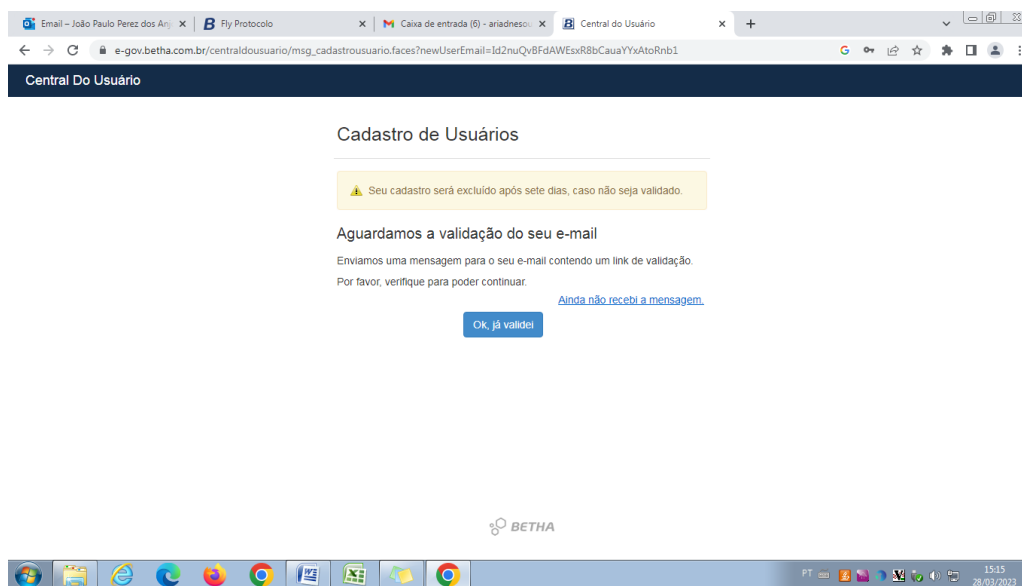 Email – João Paulo Perez dos Anj
Fly Protocolo
Caixa de entrada (6) - ariadnesou
Central do Usuário
e-gov.betha.com.br/centraldousuario/msg_cadastrousuario.faces?newUserEmail=Id2nuQvBFdAWEsxR8bCauaYYxAtoRnb1
Central Do Usuário
Cadastro de Usuários
Seu cadastro será excluído após sete dias, caso não seja validado.
Aguardamos a validação do seu e-mail
Enviamos uma mensagem para o seu e-mail contendo um link de validação.
Por favor, verifique para poder continuar.
Ainda não recebi a mensagem.
Ok, já validei
BETHA
PT
15:15
28/03/2023